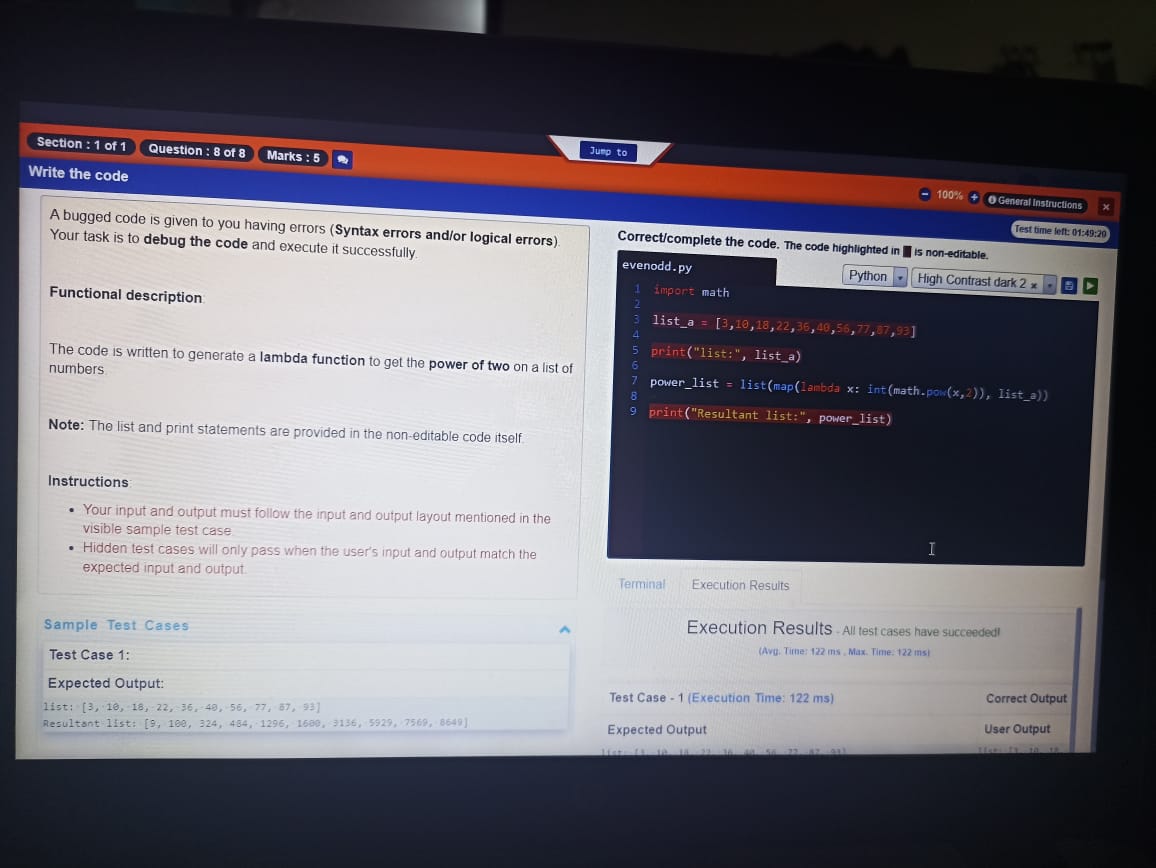 Section : 1 of 1 Question : 8 of 8 Marks : 5
Jump to
100% General Instructions ×
Write the code
Test time left: 01:49:20
A bugged code is given to you having errors (Syntax errors and/or logical errors).
Your task is to debug the code and execute it successfully.
Functional description
The code is written to generate a lambda function to get the power of two on a list of
numbers.
Note: The list and print statements are provided in the non-editable code itself.
Instructions
• Your input and output must follow the input and output layout mentioned in the
visible sample test case.
• Hidden test cases will only pass when the user's input and output match the
expected input and output.
Sample Test Cases
Test Case 1:
Expected Output:
list: [3, 10, 18, 22, 36, 40, 56, 77, 87, 93]
Resultant list: [9, 100, 324, 484, 1296, 1600, 3136, 5929, 7569, 8649]
Correct/complete the code. The code highlighted in is non-editable.
evenodd.py
Python High Contrast dark 2 ×
1 import math
2
3 list_a = [3,10,18,22,36,40,56,77,87,93]
4
5 print("list:", list_a)
6
7 power_list = list(map(lambda x: int(math.pow(x,2)), list_a))
8
9 print("Resultant list:", power_list)
Terminal Execution Results
Execution Results - All test cases have succeeded!
(Avg. Time: 122 ms , Max. Time: 122 ms)
Test Case - 1 (Execution Time: 122 ms) Correct Output
Expected Output User Output